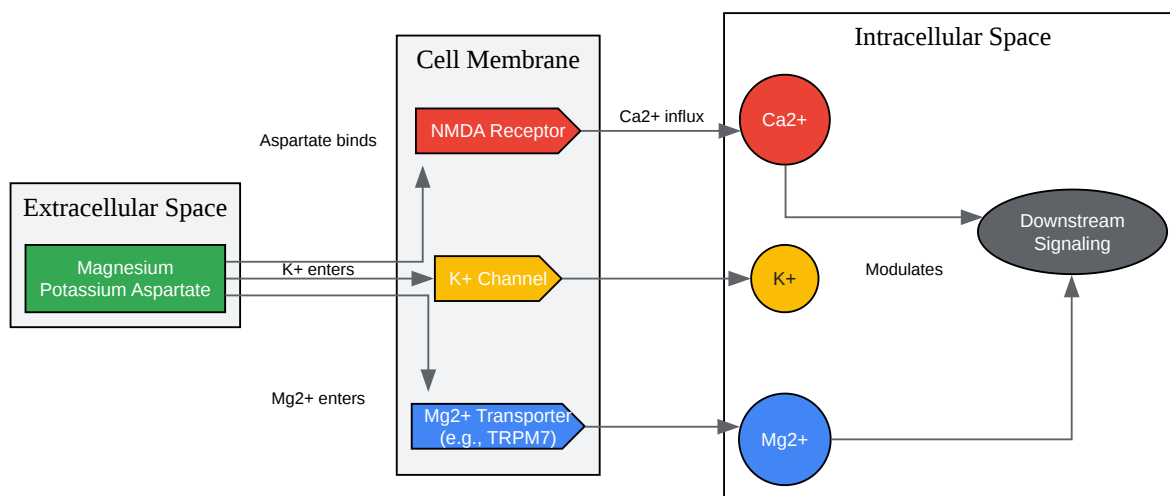 Extracellular Space
Magnesium
Potassium Aspartate
Aspartate binds
K+ enters
Mg2+ enters
Cell Membrane
NMDA Receptor
K+ Channel
Mg2+ Transporter
(e.g., TRPM7)
Ca2+ influx
Intracellular Space
Ca2+
K+
Mg2+
Modulates
Downstream
Signaling